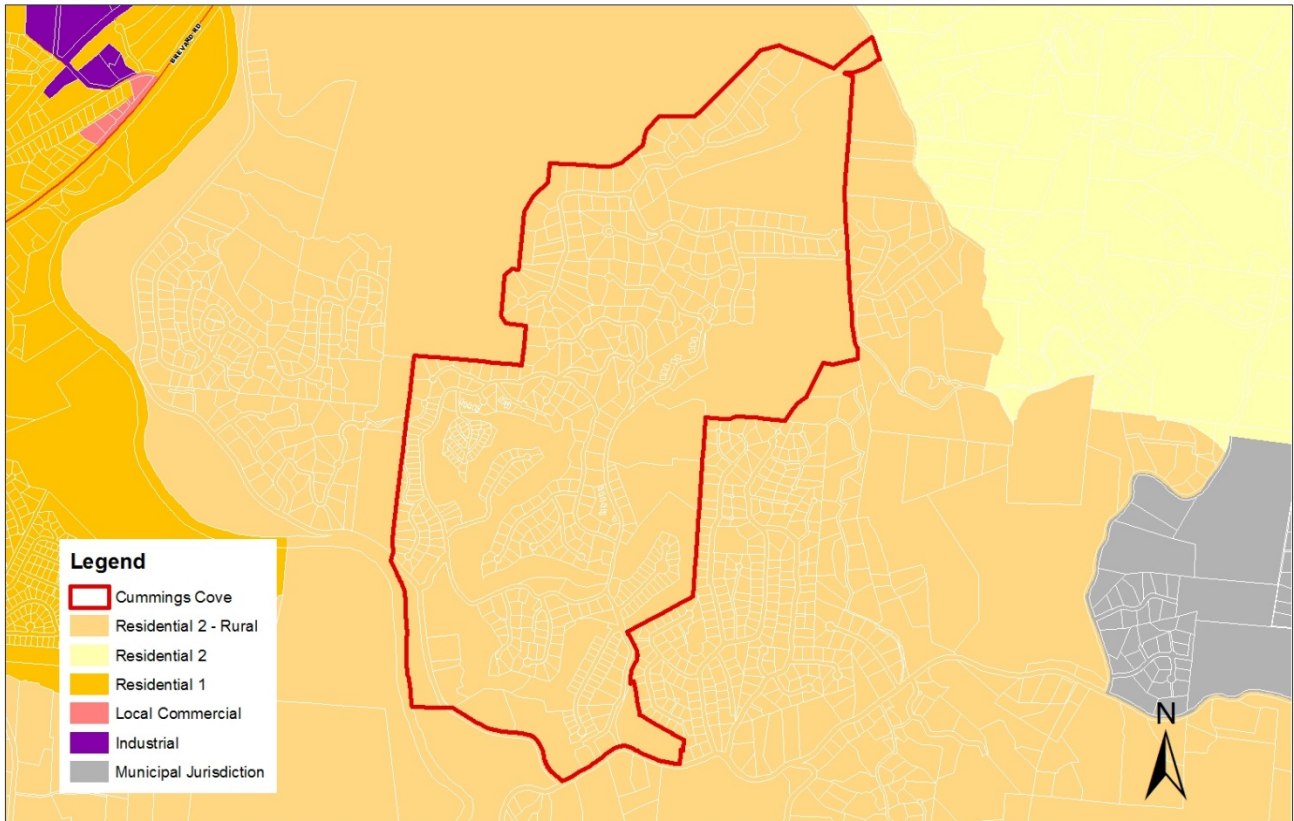 BREVARD RD
Legend
Cummings Cove
Residential 2 - Rural
Residential 2
Residential 1
Local Commercial
Industrial
Municipal Jurisdiction
N